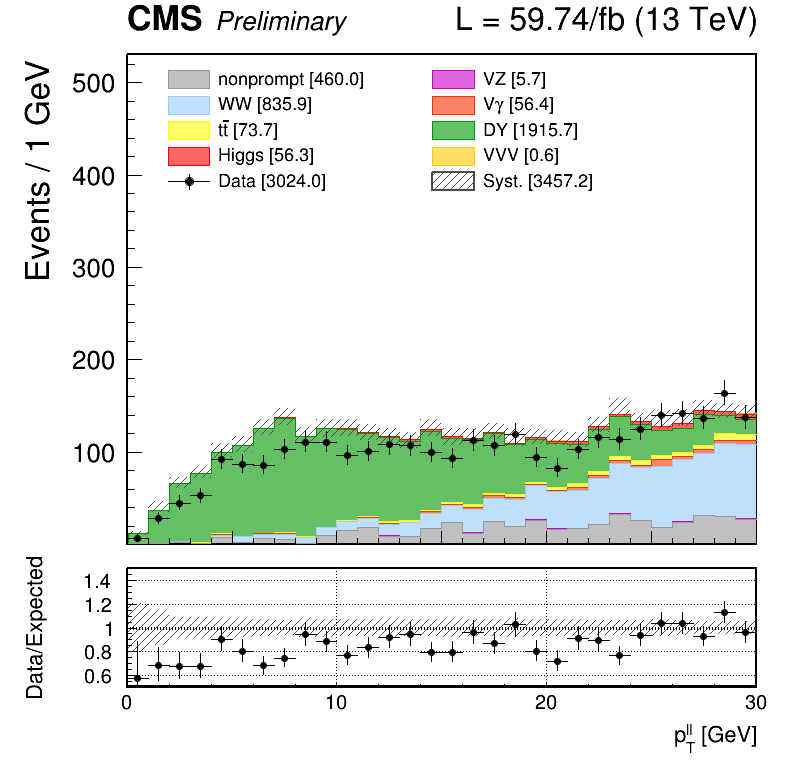 CMS Preliminary L = 59.74/fb (13 TeV)
Events / 1 GeV
500
400
300
200
100
nonprompt [460.0]
WW [835.9]
tt̄ [73.7]
Higgs [56.3]
Data [3024.0]
VZ [5.7]
Vγ [56.4]
DY [1915.7]
VVV [0.6]
Syst. [3457.2]
Data/Expected
1.4
1.2
1
0.8
0.6
0 10 20 30
p_T^ll [GeV]